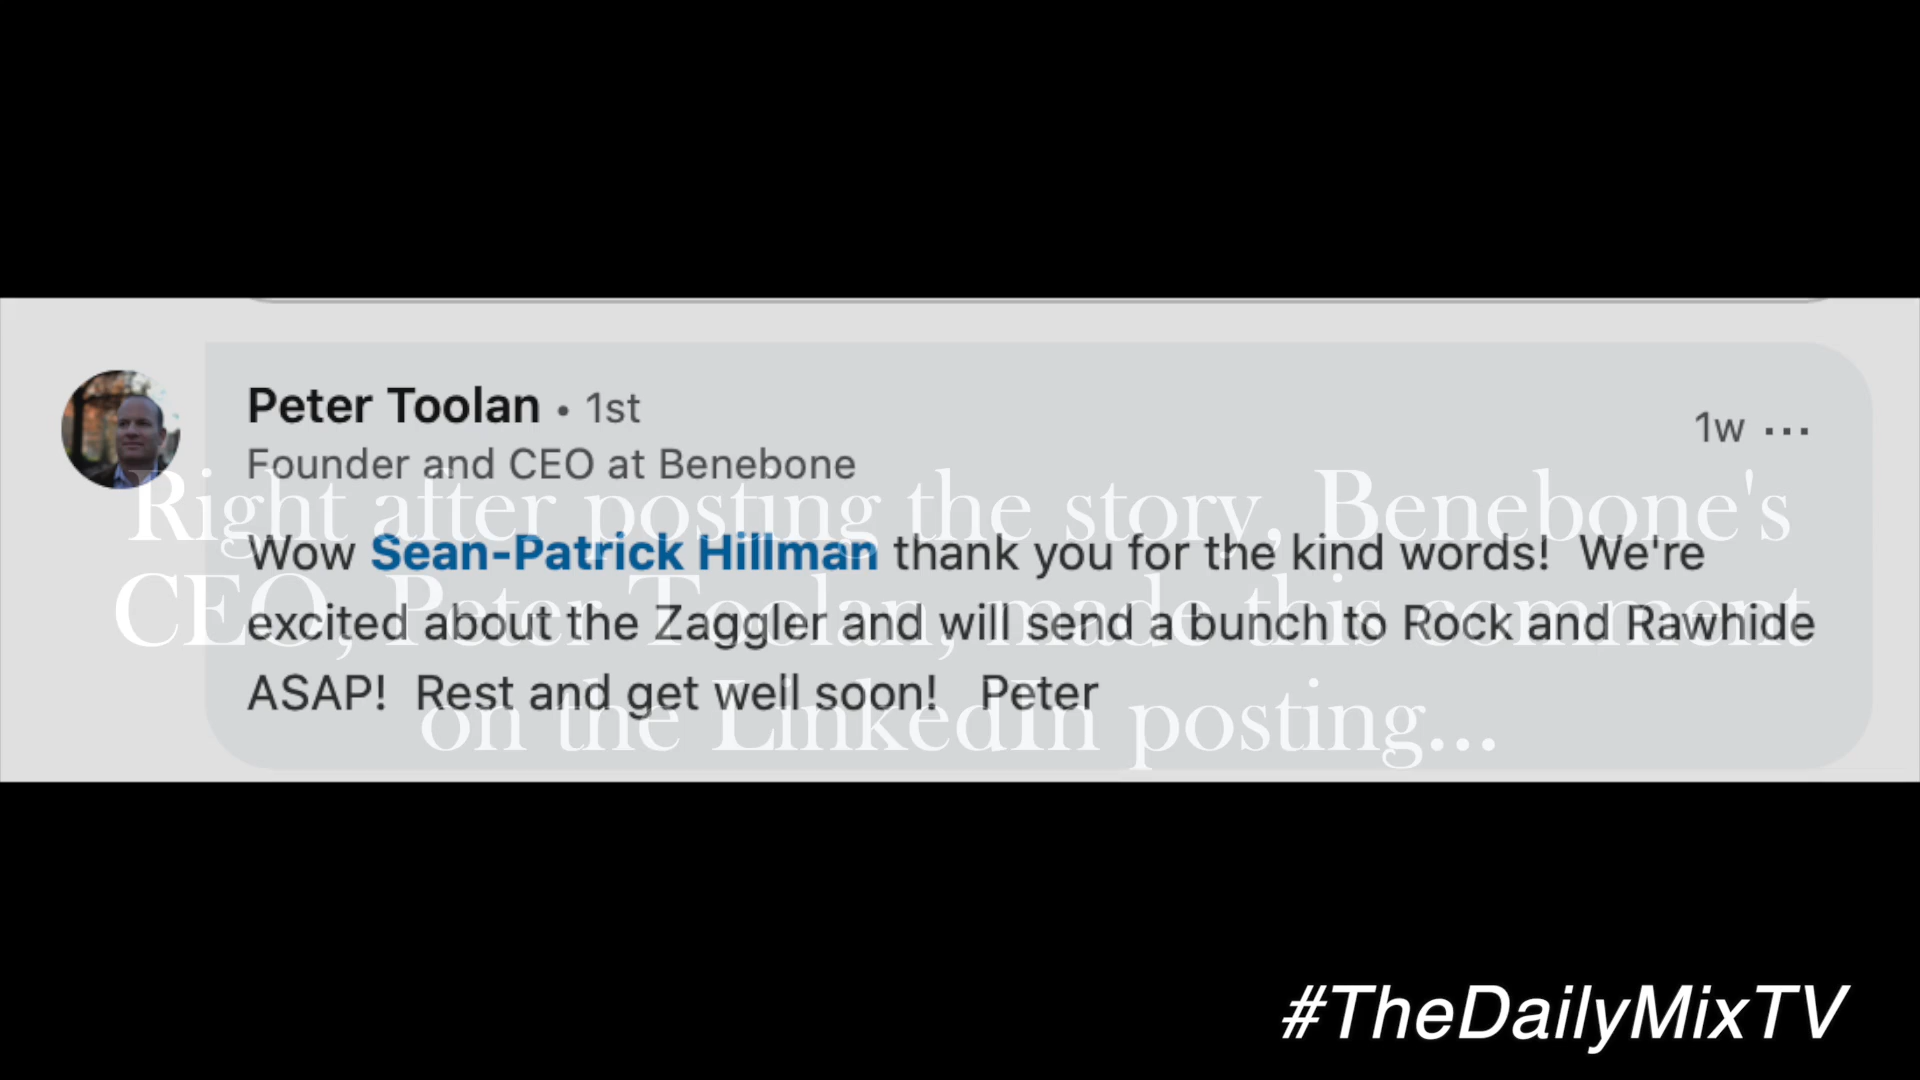 Peter Toolan • 1st
1w ...
Founder and CEO at Benebone
Right after posting the story, Benebone's
Wow Sean-Patrick Hillman thank you for the kind words! We're
CEO, Peter Toolan, made this comment
excited about the Zaggler and will send a bunch to Rock and Rawhide
ASAP! Rest and get well soon! Peter
on the LinkedIn posting...
#TheDailyMixTV